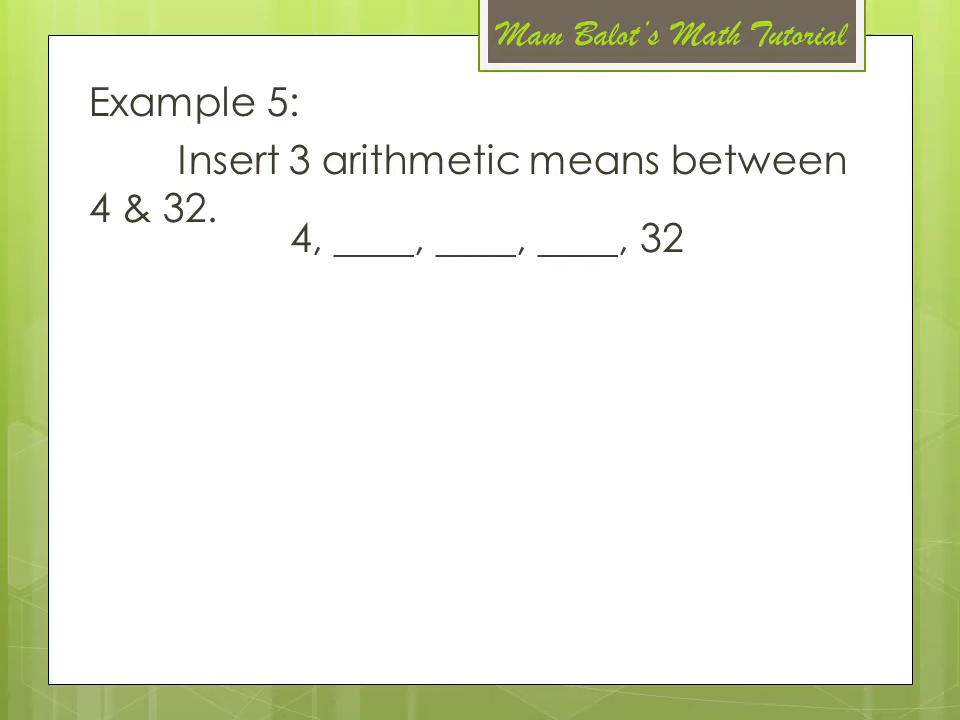 Mam Balot's Math Tutorial
Example 5:
Insert 3 arithmetic means between
4 & 32.
4, ____, ____, ____, 32